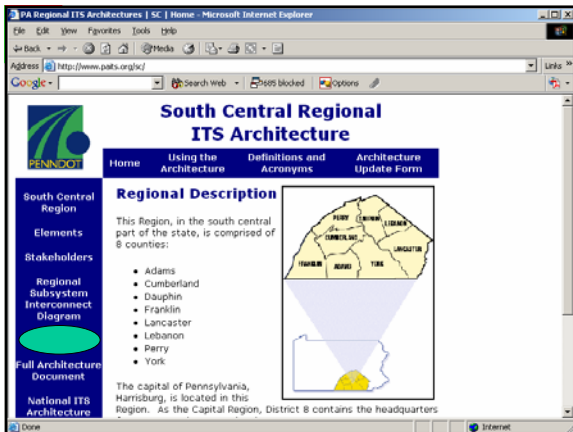 PA Regional ITS Architectures | SC | Home - Microsoft Internet Explorer
File Edit View Favorites Tools Help
Back Media
Address http://www.paits.org/sc/ Links »
Google Search Web 5685 blocked Options
PENNDOT
South Central Regional
ITS Architecture
Home Using the Architecture Definitions and Acronyms Architecture Update Form
South Central
Region
Elements
Stakeholders
Regional
Subsystem
Interconnect
Diagram
Full Architecture
Document
National ITS
Architecture
Regional Description
This Region, in the south central
part of the state, is comprised of
8 counties:
Adams
Cumberland
Dauphin
Franklin
Lancaster
Lebanon
Perry
York
PERRY
LEBANON
CUMBERLAND
LANCASTER
FRANKLIN
ADAMS
YORK
The capital of Pennsylvania,
Harrisburg, is located in this
Region. As the Capital Region, District 8 contains the headquarters
Done Internet